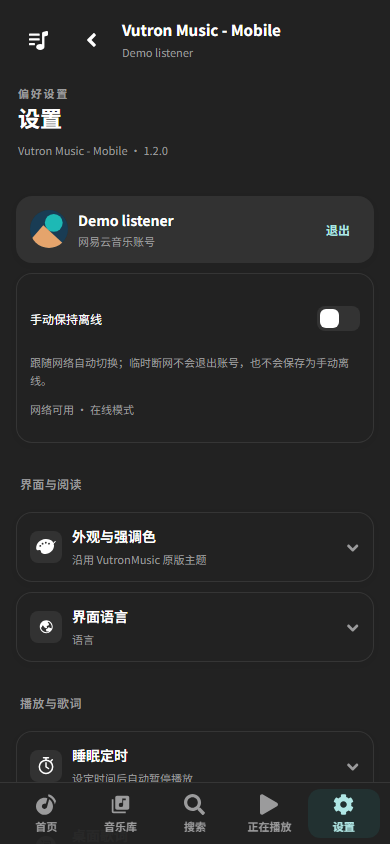 Vutron Music - Mobile
Demo listener
偏好设置
设置
Vutron Music - Mobile • 1.2.0
Demo listener
网易云音乐账号
退出
手动保持离线
跟随网络自动切换；临时断网不会退出账号，也不会保存为手动离
线。
网络可用 • 在线模式
界面与阅读
外观与强调色
沿用 VutronMusic 原版主题
界面语言
语言
播放与歌词
睡眠定时
设定时间后自动暂停播放
首页
音乐库
搜索
正在播放
设置